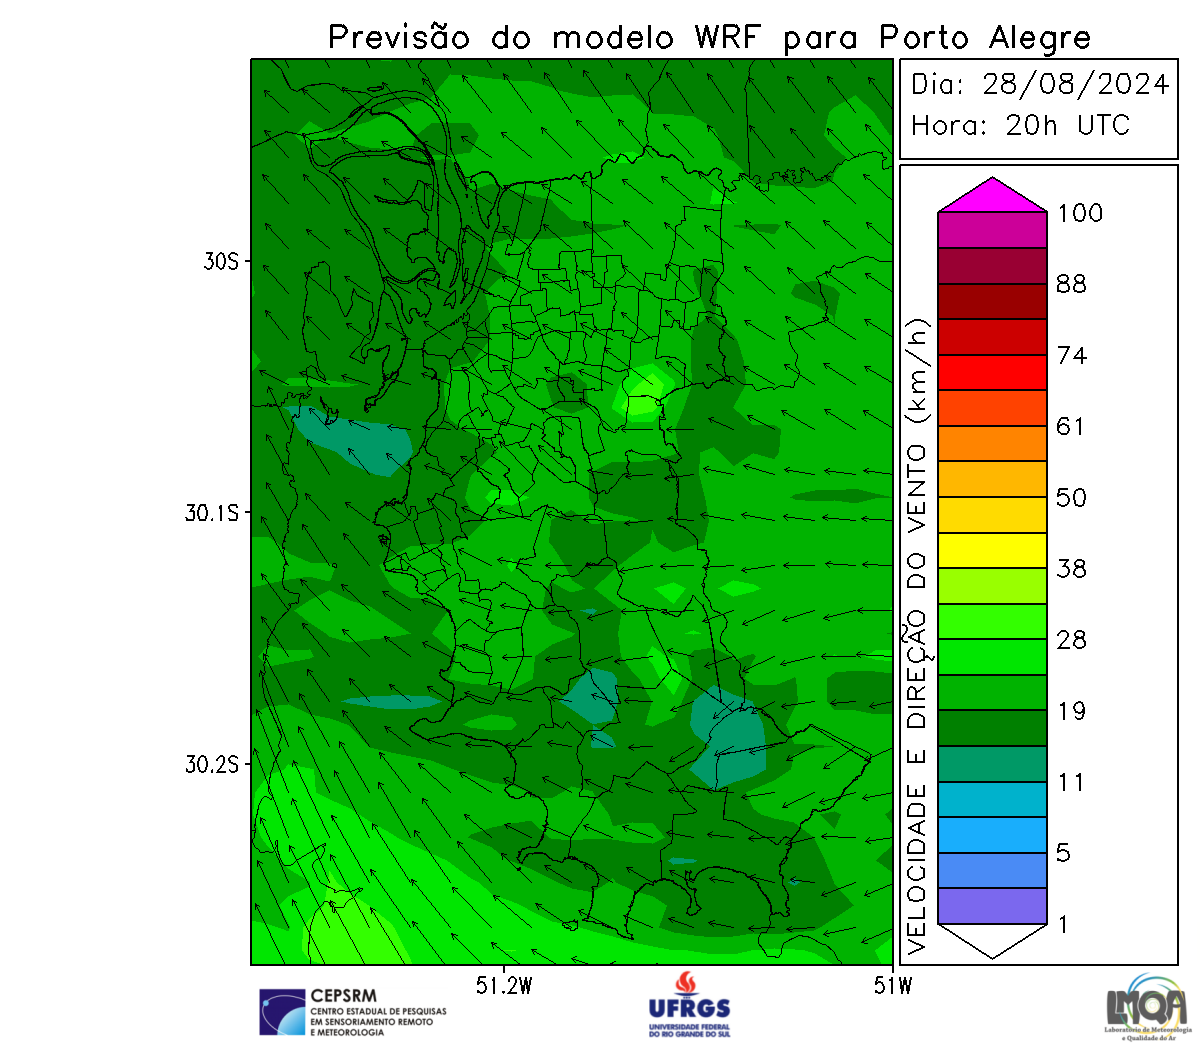 Previsão do modelo WRF para Porto Alegre
Dia: 28/08/2024
Hora: 20h UTC
30S
30.1S
30.2S
51.2W
51W
VELOCIDADE E DIREÇÃO DO VENTO (km/h)
100
88
74
61
50
38
28
19
11
5
1
CEPSRM
CENTRO ESTADUAL DE PESQUISAS
EM SENSORIAMENTO REMOTO
E METEOROLOGIA
UFRGS
UNIVERSIDADE FEDERAL
DO RIO GRANDE DO SUL
LMQA
Laboratório de Meteorologia
e Qualidade do Ar